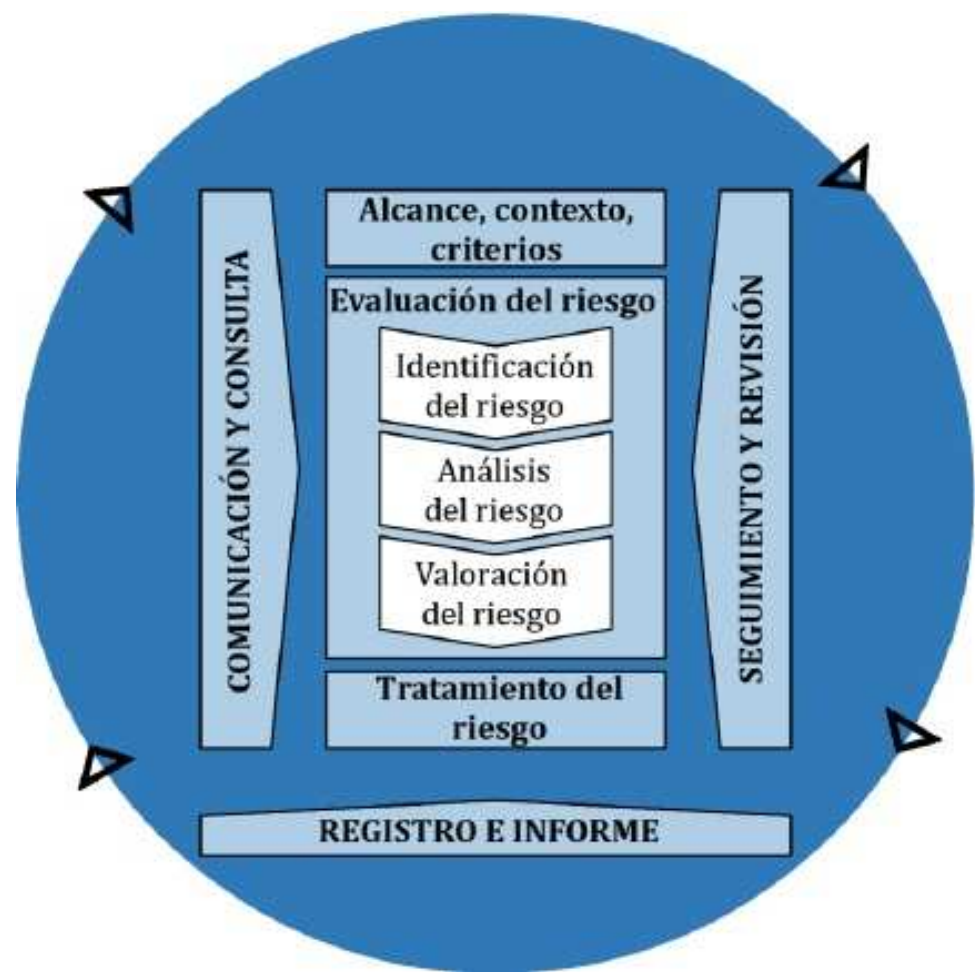 Alcance, contexto,
criterios
Evaluación del riesgo
Identificación
del riesgo
Análisis
del riesgo
Valoración
del riesgo
Tratamiento del
riesgo
COMUNICACIÓN Y CONSULTA
SEGUIMIENTO Y REVISIÓN
REGISTRO E INFORME